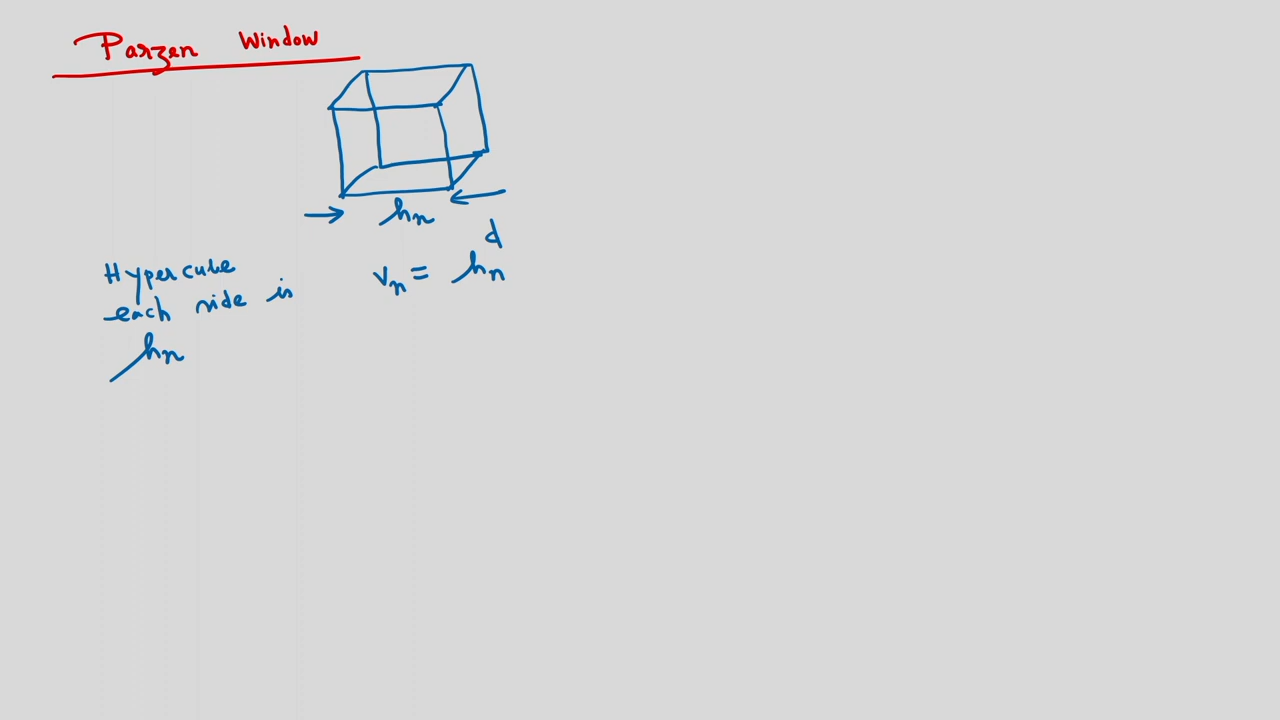 Parzen Window
hn
vn = hn^d
Hypercube
each side is
hn